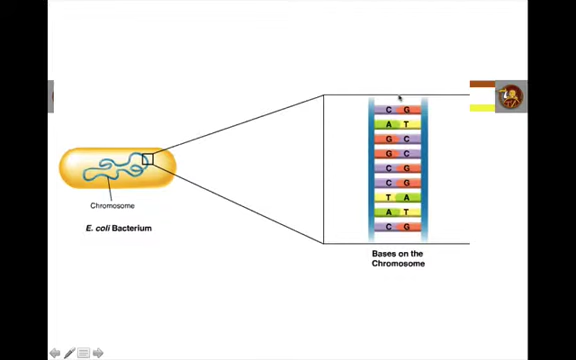 C G
A T
G C
G C
C G
C G
T A
A T
C G
Chromosome
E. coli Bacterium
Bases on the
Chromosome